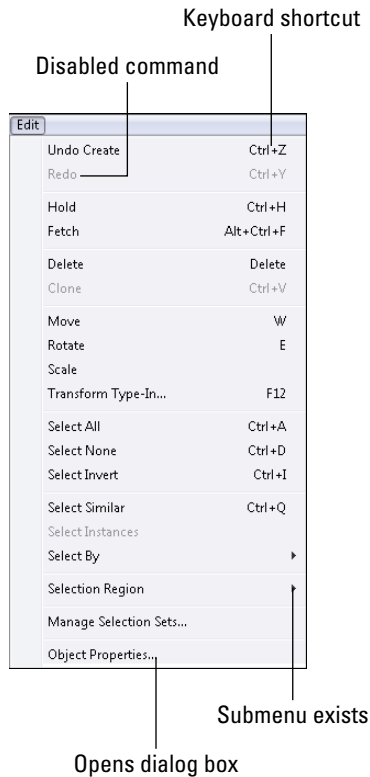 Keyboard shortcut
Disabled command
Edit
Undo Create Ctrl+Z
Redo Ctrl+Y
Hold Ctrl+H
Fetch Alt+Ctrl+F
Delete Delete
Clone Ctrl+V
Move W
Rotate E
Scale
Transform Type-In... F12
Select All Ctrl+A
Select None Ctrl+D
Select Invert Ctrl+I
Select Similar Ctrl+Q
Select Instances
Select By
Selection Region
Manage Selection Sets...
Object Properties...
Submenu exists
Opens dialog box